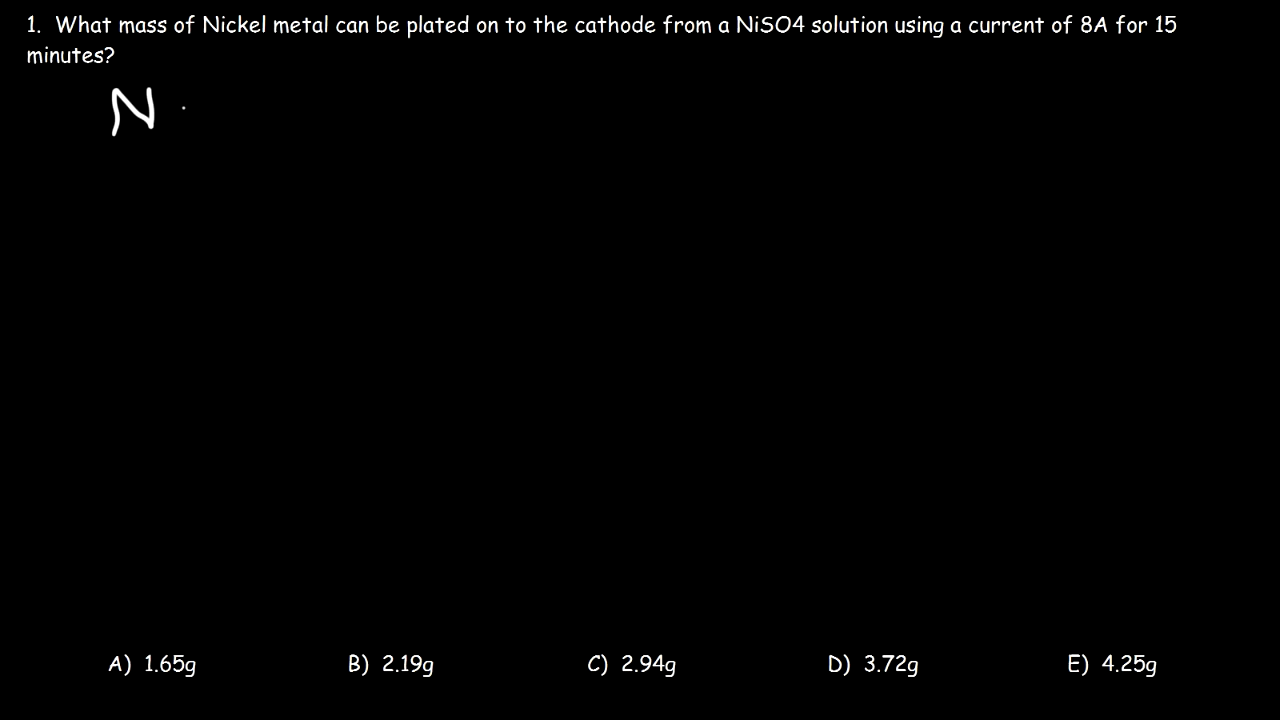 1. What mass of Nickel metal can be plated on to the cathode from a NiSO4 solution using a current of 8A for 15
minutes?
N
A) 1.65g B) 2.19g C) 2.94g D) 3.72g E) 4.25g